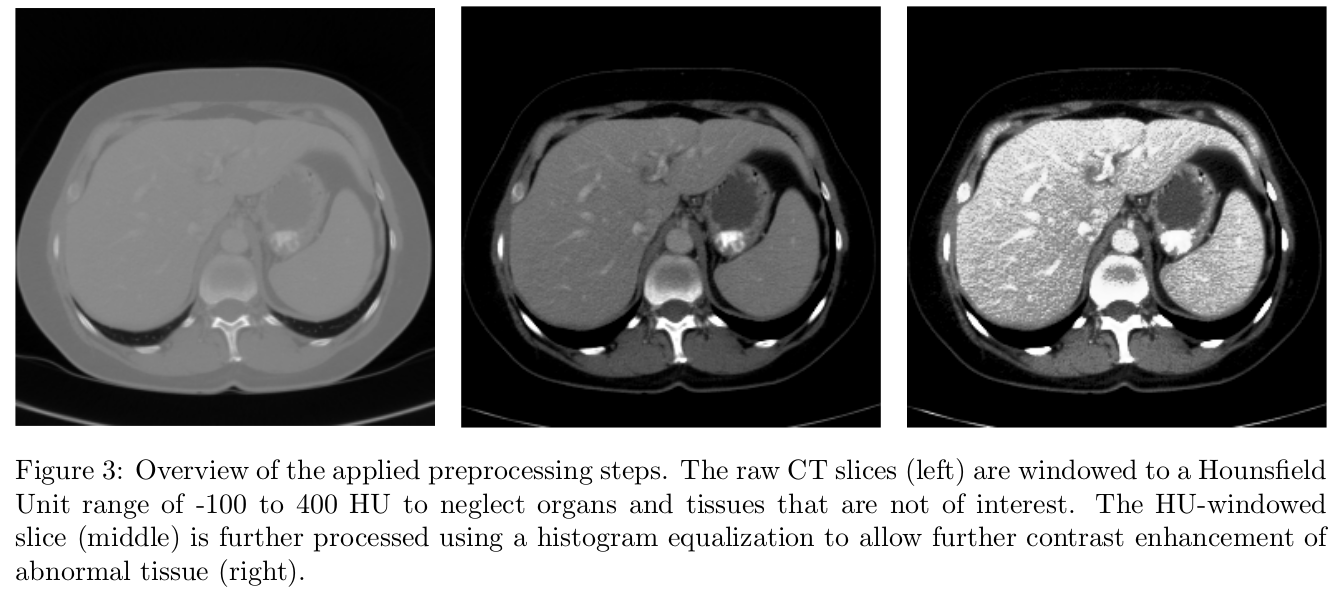 Figure 3: Overview of the applied preprocessing steps. The raw CT slices (left) are windowed to a Hounsfield
Unit range of -100 to 400 HU to neglect organs and tissues that are not of interest. The HU-windowed
slice (middle) is further processed using a histogram equalization to allow further contrast enhancement of
abnormal tissue (right).